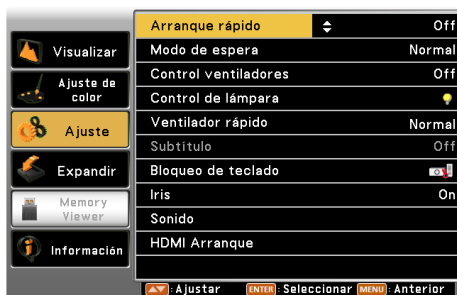 Visualizar
Ajuste de
color
Ajuste
Expandir
Memory
Viewer
Información
Arranque rápido Off
Modo de espera Normal
Control ventiladores Off
Control de lámpara
Ventilador rápido Normal
Subtítulo Off
Bloqueo de teclado
Iris On
Sonido
HDMI Arranque
: Ajustar ENTER : Seleccionar MENU : Anterior